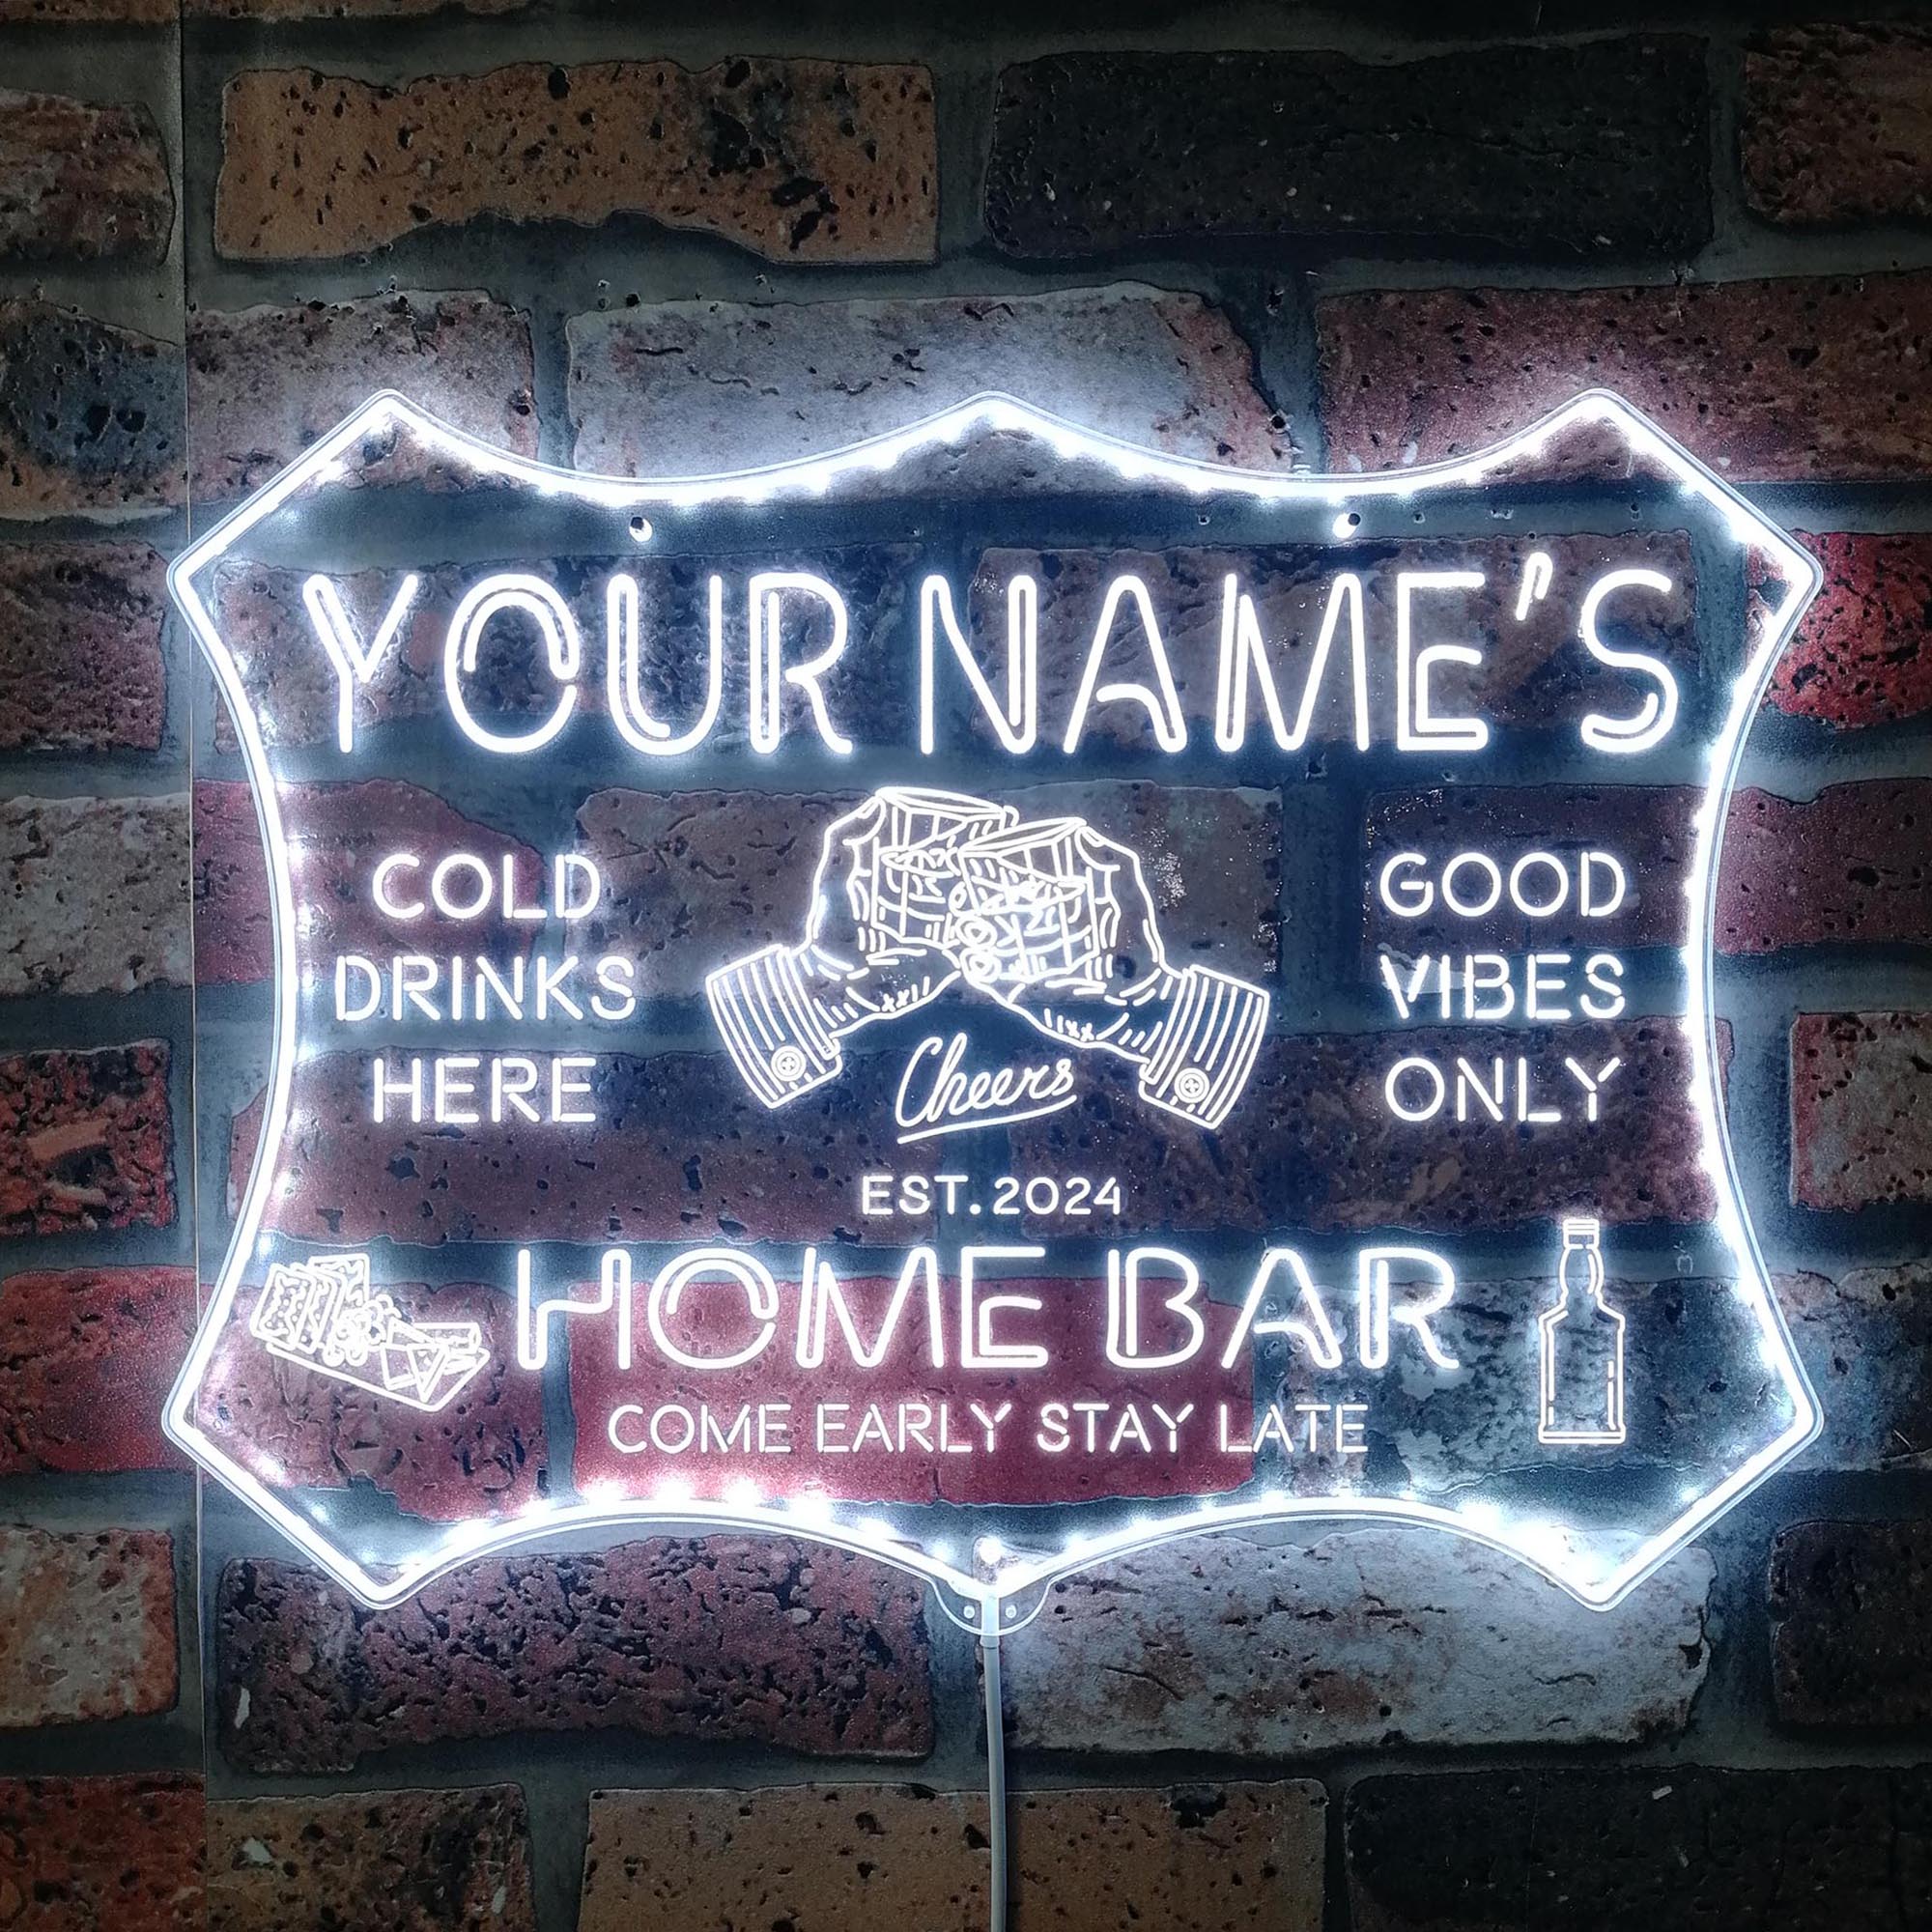 YOUR NAME'S
COLD
DRINKS
HERE
Cheers
GOOD
VIBES
ONLY
EST.2024
HOME BAR
COME EARLY STAY LATE